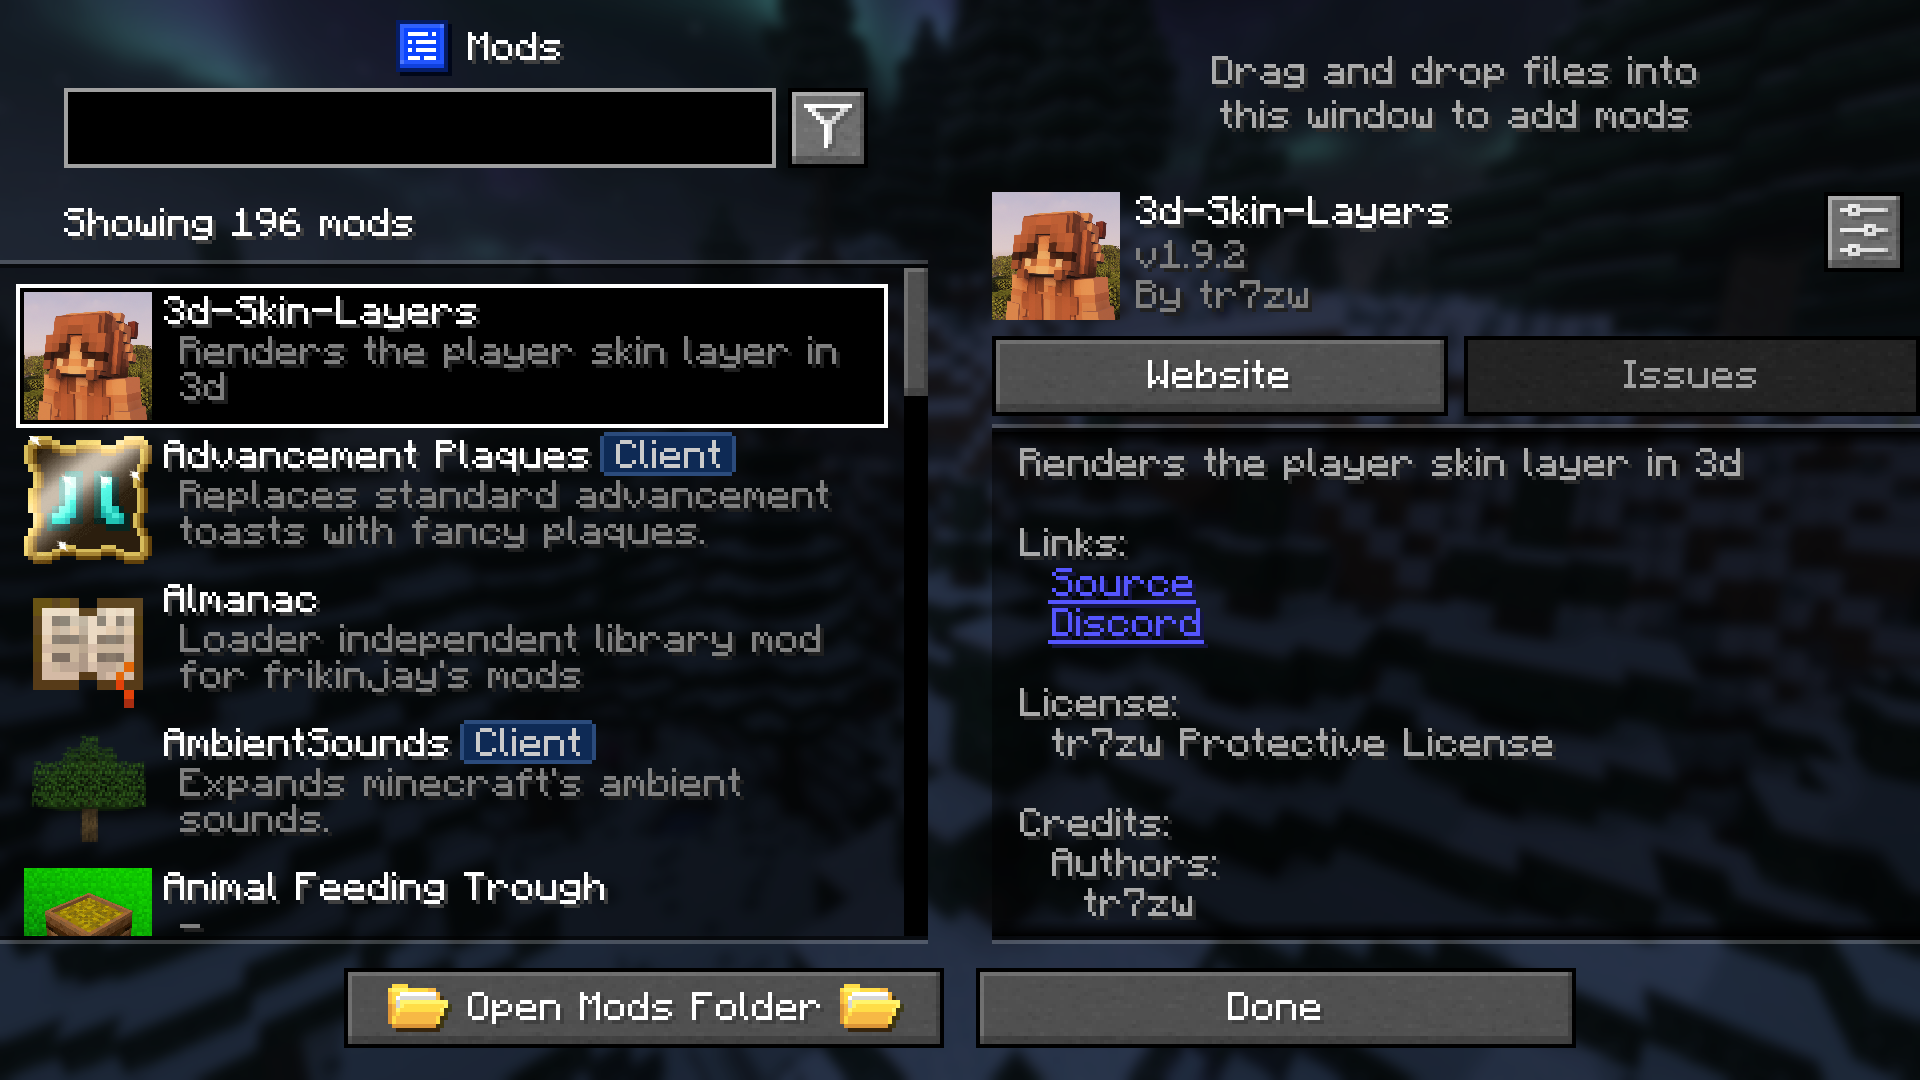 Mods
Drag and drop files into
this window to add mods
Showing 196 mods
3d-Skin-Layers
Renders the player skin layer in
3d
Advancement Plaques Client
Replaces standard advancement
toasts with fancy plaques.
Almanac
Loader independent library mod
for frikinjay's mods
AmbientSounds Client
Expands minecraft's ambient
sounds.
Animal Feeding Trough
3d-Skin-Layers
v1.9.2
By tr7zw
Website
Issues
Renders the player skin layer in 3d
Links:
Source
Discord
License:
tr7zw Protective License
Credits:
Authors:
tr7zw
Open Mods Folder
Done